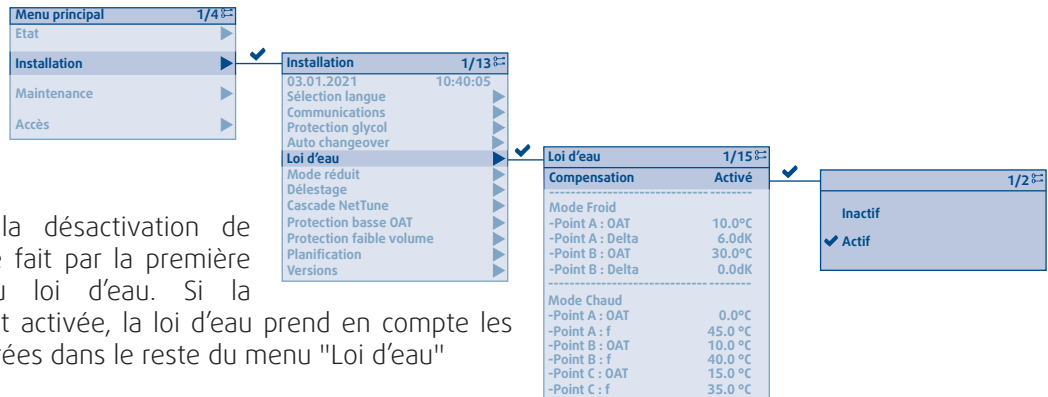 Menu principal 1/4
Etat
Installation
Maintenance
Accès
Installation 1/13
03.01.2021 10:40:05
Sélection langue
Communications
Protection glycol
Auto changeover
Loi d'eau
Mode réduit
Délestage
Cascade NetTune
Protection basse OAT
Protection faible volume
Planification
Versions
Loi d'eau 1/15
Compensation Activé
Mode Froid
-Point A : OAT 10.0°C
-Point A : Delta 6.0dK
-Point B : OAT 30.0°C
-Point B : Delta 0.0dK
Mode Chaud
-Point A : OAT 0.0°C
-Point A : f 45.0 °C
-Point B : OAT 10.0 °C
-Point B : f 40.0 °C
-Point C : OAT 15.0 °C
-Point C : f 35.0 °C
1/2
Inactif
Actif
la désactivation de
fait par la première
loi d'eau. Si la
activée, la loi d'eau prend en compte les
dans le reste du menu "Loi d'eau"